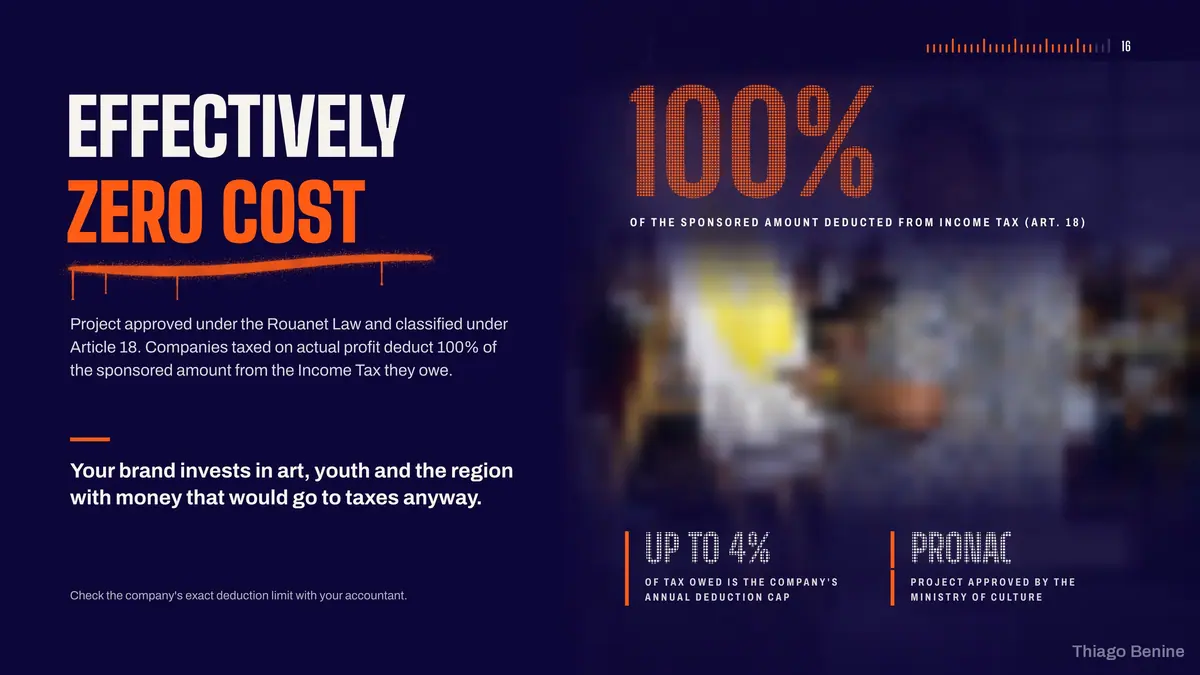 16
EFFECTIVELY
ZERO COST
Project approved under the Rouanet Law and classified under
Article 18. Companies taxed on actual profit deduct 100% of
the sponsored amount from the Income Tax they owe.
Your brand invests in art, youth and the region
with money that would go to taxes anyway.
Check the company's exact deduction limit with your accountant.
100%
OF THE SPONSORED AMOUNT DEDUCTED FROM INCOME TAX (ART. 18)
UP TO 4%
OF TAX OWED IS THE COMPANY'S
ANNUAL DEDUCTION CAP
PRONAC
PROJECT APPROVED BY THE
MINISTRY OF CULTURE
Thiago Benine